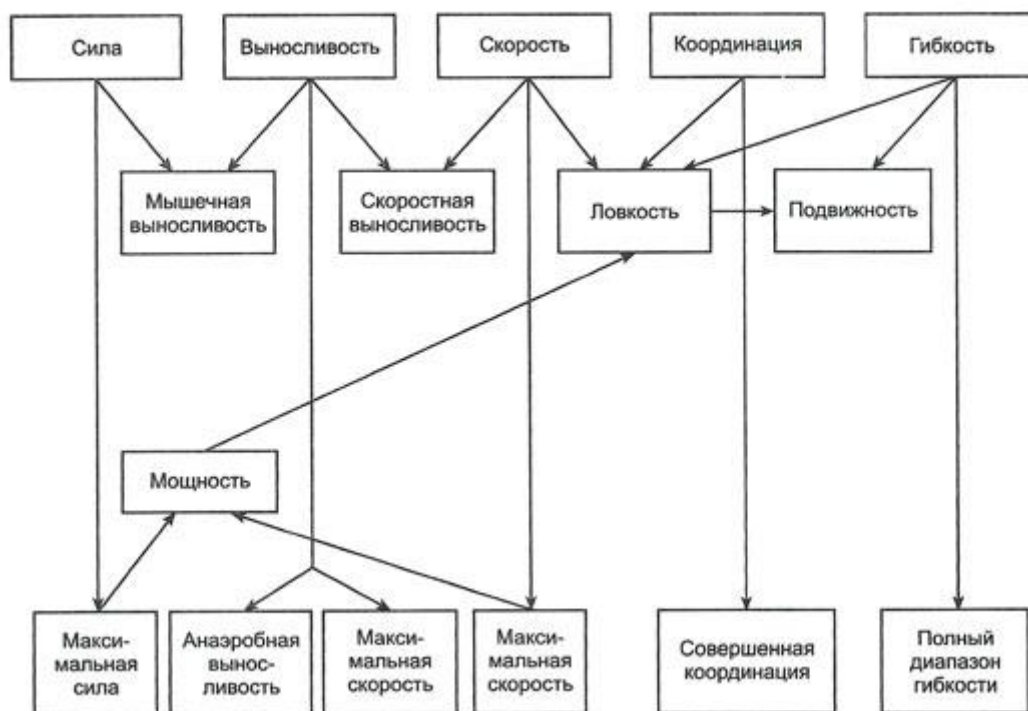 Сила
Выносливость
Скорость
Координация
Гибкость
Мышечная
выносливость
Скоростная
выносливость
Ловкость
Подвижность
Мощность
Макси-
мальная
сила
Анаэробная
вынос-
ливость
Макси-
мальная
скорость
Макси-
мальная
скорость
Совершенная
координация
Полный
диапазон
гибкости